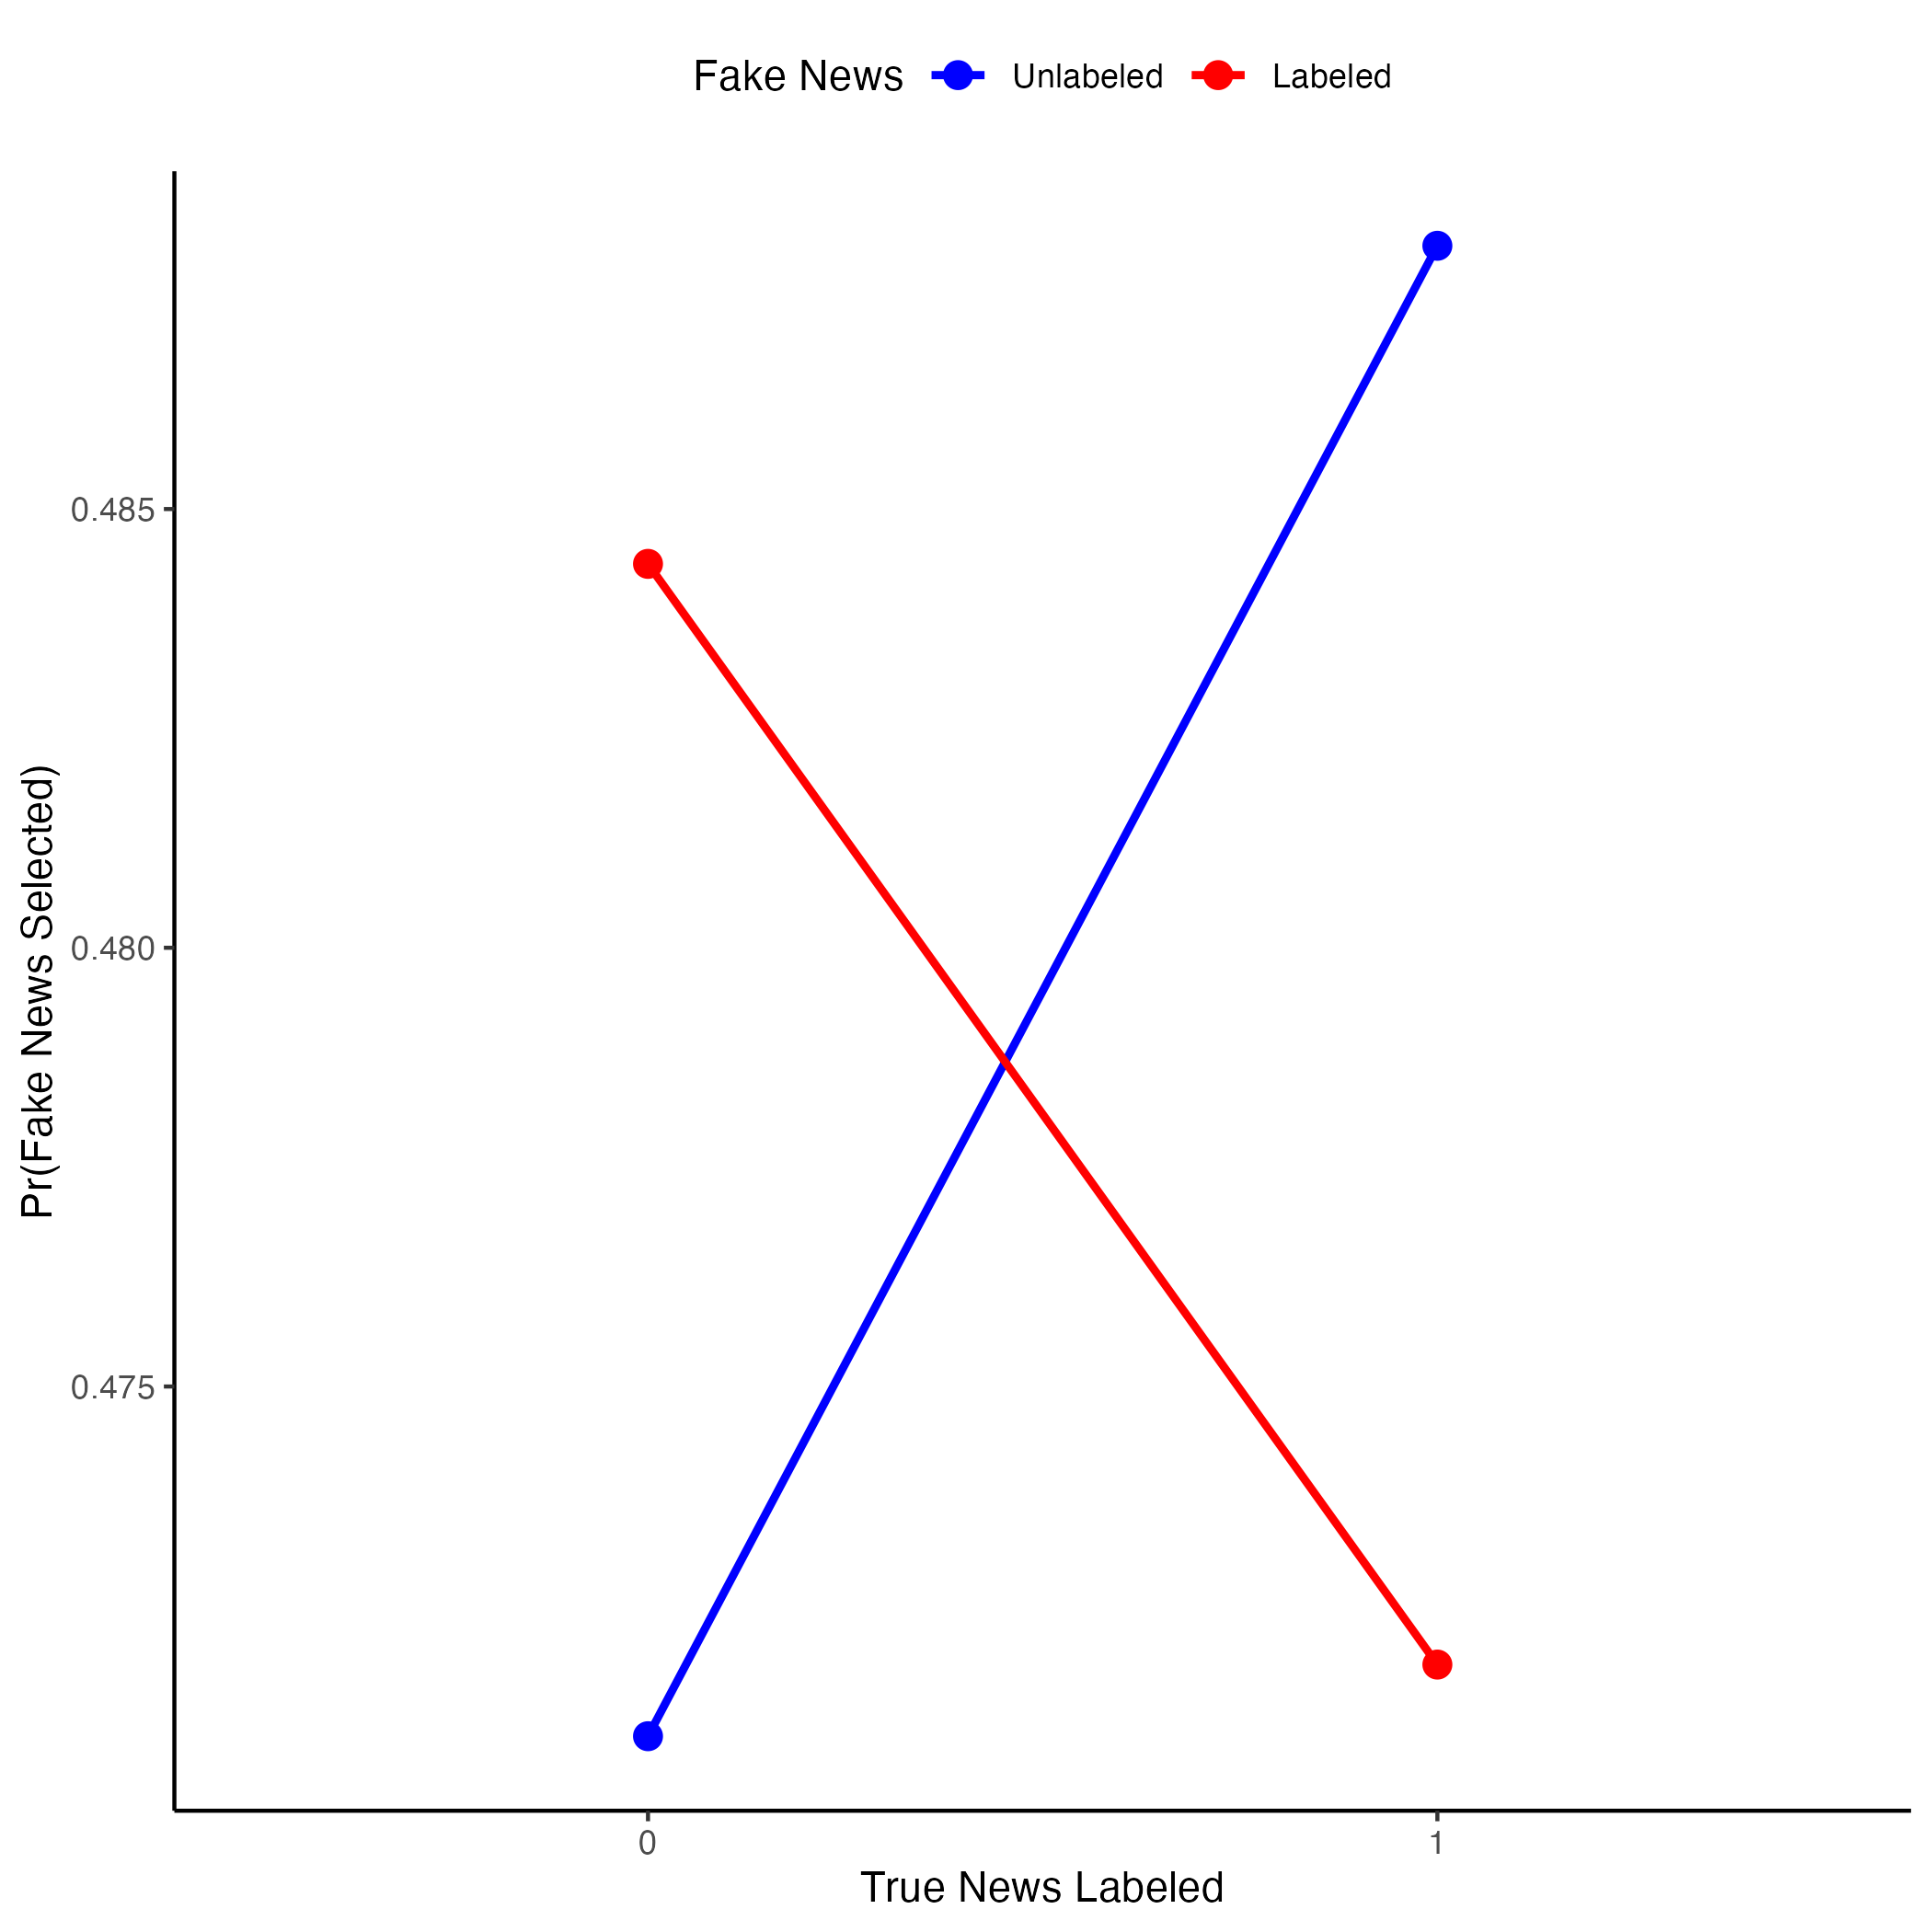 Fake News Unlabeled Labeled
Pr(Fake News Selected)
0.485
0.480
0.475
0 1
True News Labeled